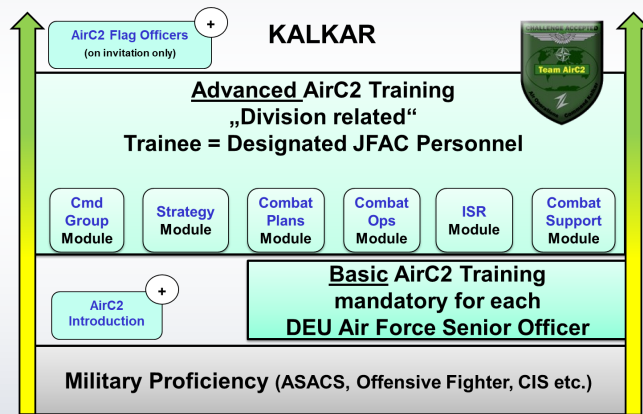 AirC2 Flag Officers
(on invitation only)
+
KALKAR
CHALLENGE ACCEPTED
Team AirC2
Advanced AirC2 Training
„Division related“
Trainee = Designated JFAC Personnel
Cmd
Group
Module
Strategy
Module
Combat
Plans
Module
Combat
Ops
Module
ISR
Module
Combat
Support
Module
AirC2
Introduction
+
Basic AirC2 Training
mandatory for each
DEU Air Force Senior Officer
Military Proficiency (ASACS, Offensive Fighter, CIS etc.)